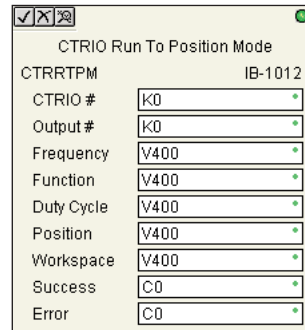 CTRIO Run To Position Mode
CTRRTPM IB-1012
CTRIO # K0
Output # K0
Frequency V400
Function V400
Duty Cycle V400
Position V400
Workspace V400
Success C0
Error C0